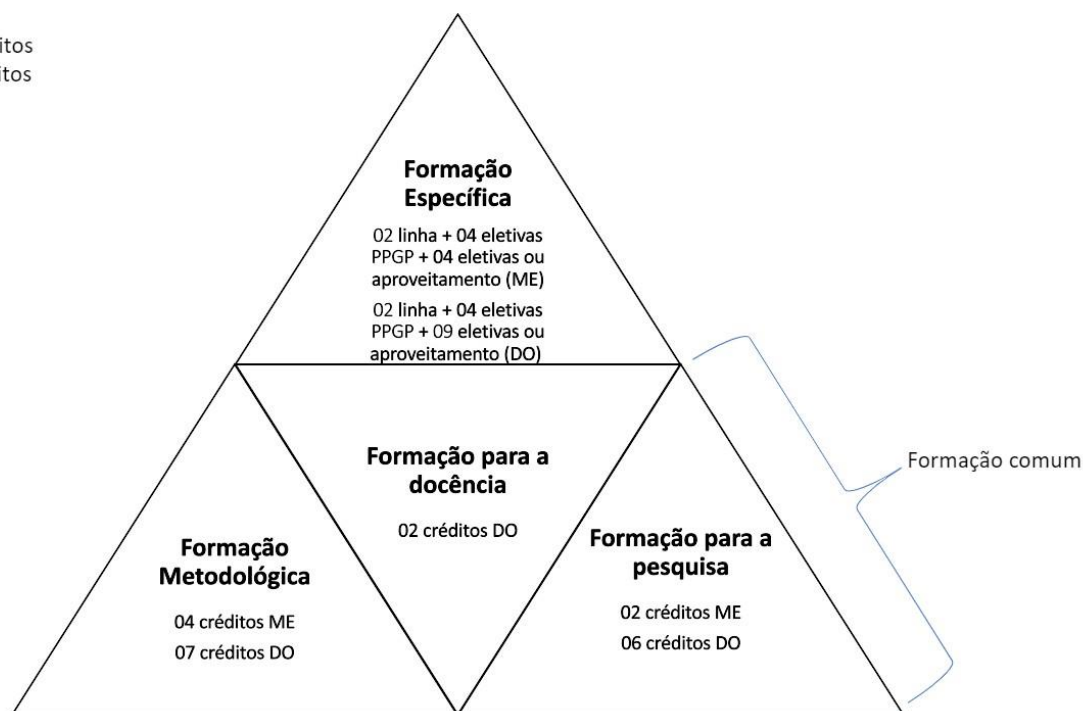 Formação
Específica
02 linha + 04 eletivas
PPGP + 04 eletivas ou
aproveitamento (ME)
02 linha + 04 eletivas
PPGP + 09 eletivas ou
aproveitamento (DO)
Formação para a
docência
02 créditos DO
Formação comum
Formação
Metodológica
04 créditos ME
07 créditos DO
Formação para a
pesquisa
02 créditos ME
06 créditos DO